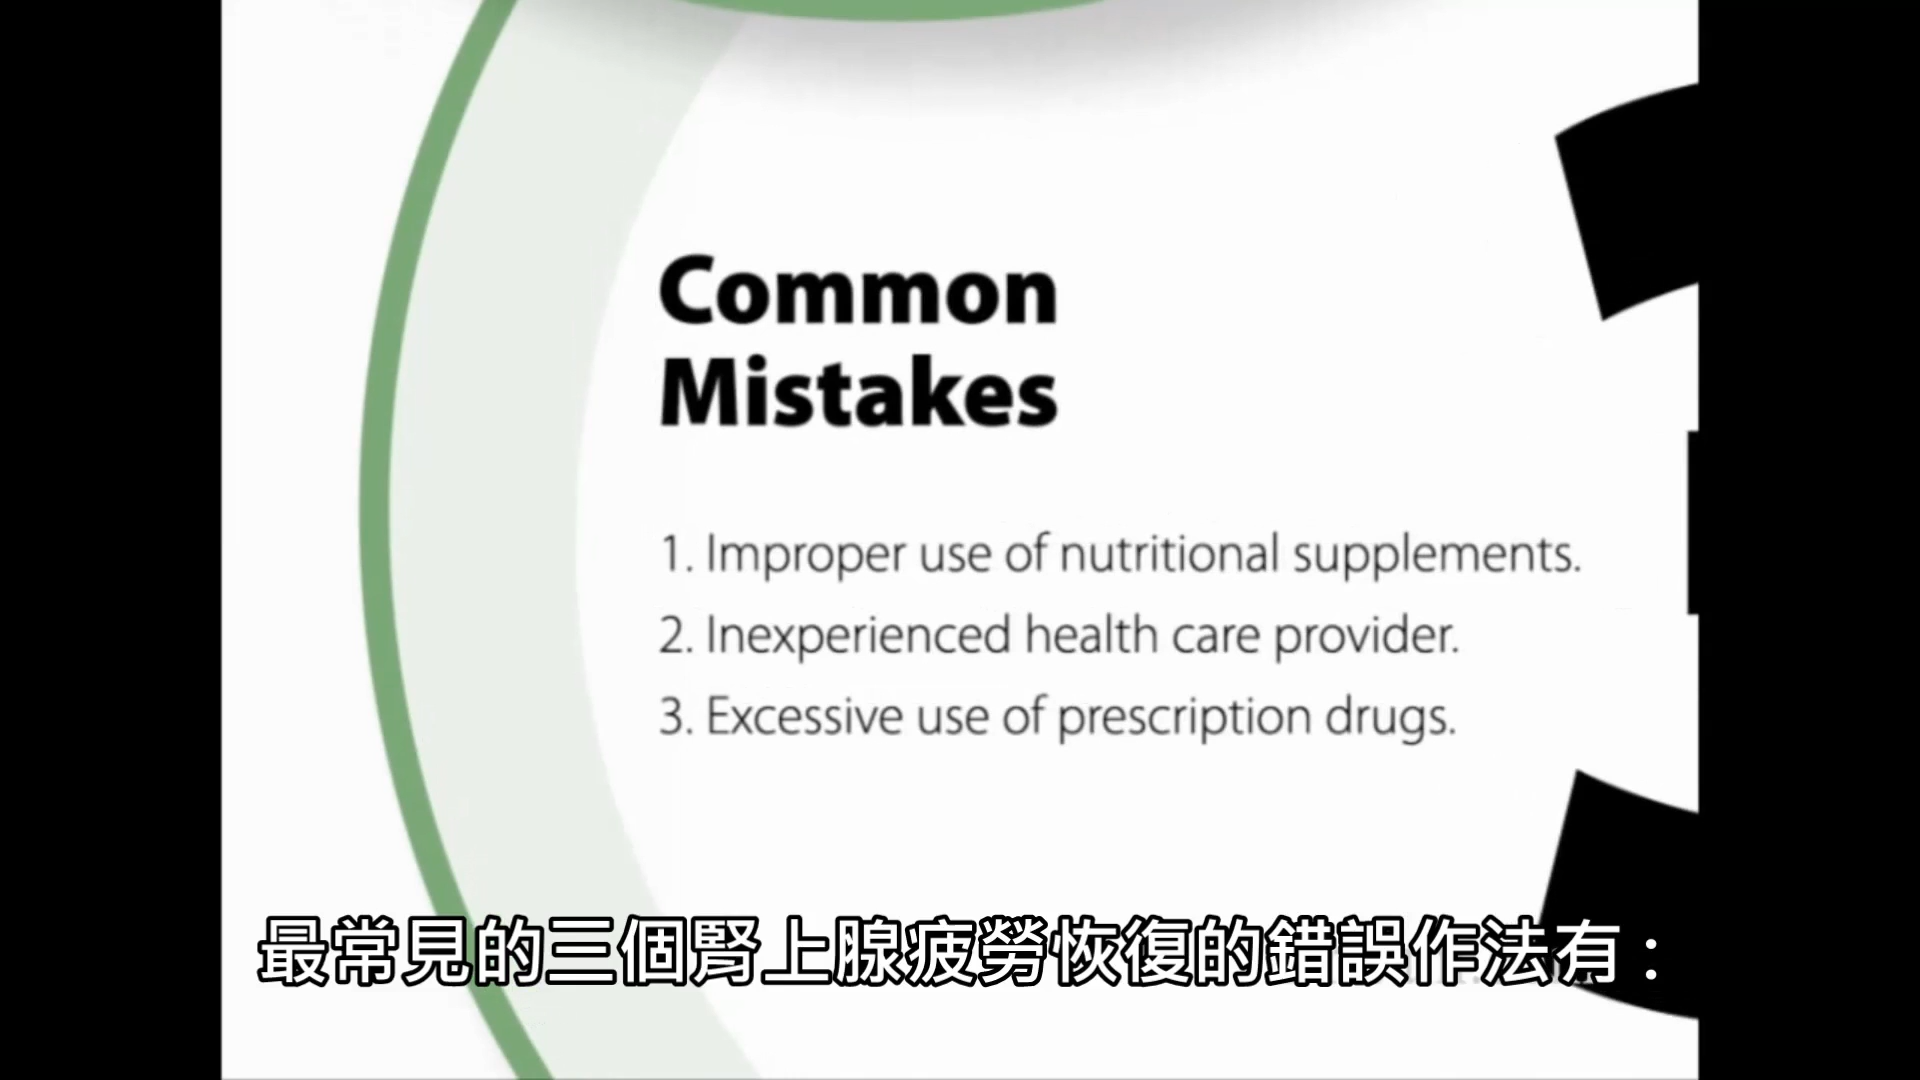 Common
Mistakes
1. Improper use of nutritional supplements.
2. Inexperienced health care provider.
3. Excessive use of prescription drugs.
最常見的三個腎上腺疲勞恢復的錯誤作法有：